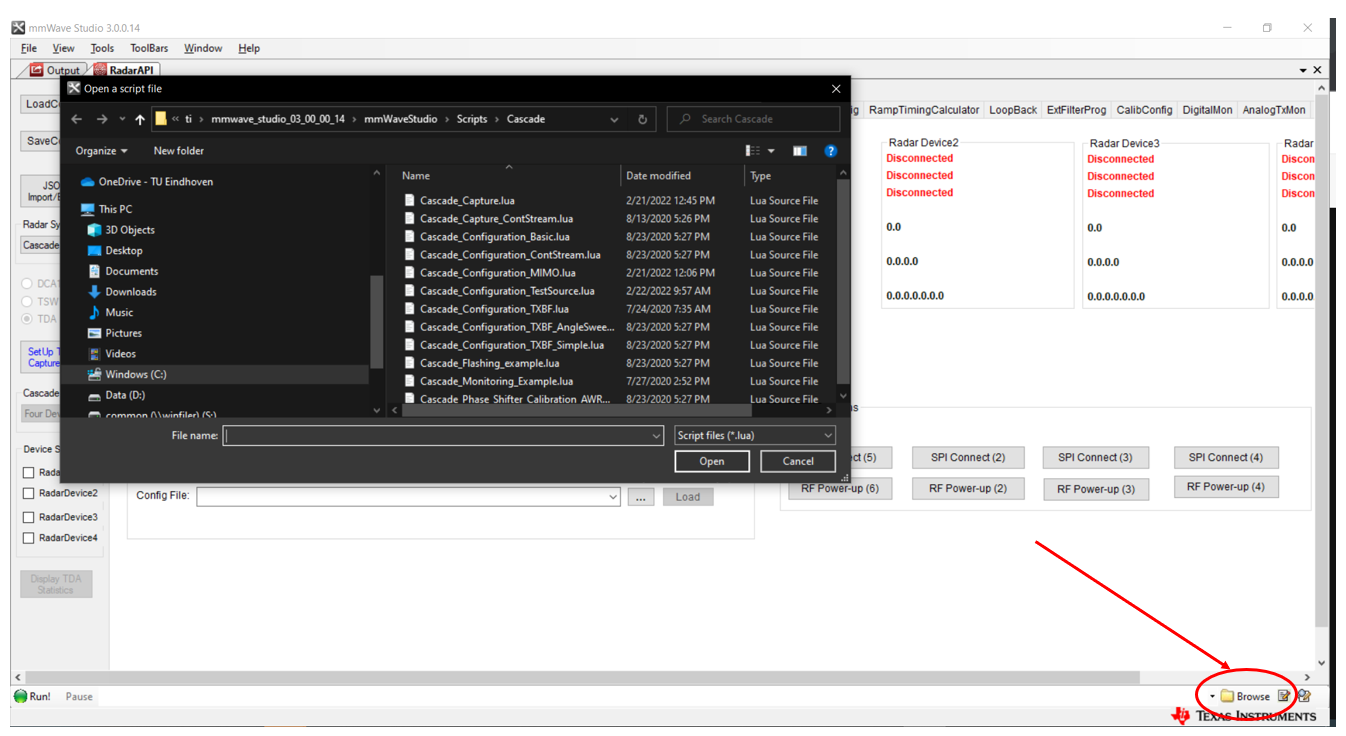 mmWave Studio 3.0.0.14
File View Tools ToolBars Window Help
Output RadarAPI
Open a script file
ti › mmwave_studio_03_00_00_14 › mmWaveStudio › Scripts › Cascade
Search Cascade
Organize New folder
OneDrive - TU Eindhoven
This PC
3D Objects
Desktop
Documents
Downloads
Music
Pictures
Videos
Windows (C:)
Data (D:)
common (\\winfiler) (S:)
Name Date modified Type
Cascade_Capture.lua 2/21/2022 12:45 PM Lua Source File
Cascade_Capture_ContStream.lua 8/13/2020 5:26 PM Lua Source File
Cascade_Configuration_Basic.lua 8/23/2020 5:27 PM Lua Source File
Cascade_Configuration_ContStream.lua 8/23/2020 5:27 PM Lua Source File
Cascade_Configuration_MIMO.lua 2/21/2022 12:06 PM Lua Source File
Cascade_Configuration_TestSource.lua 2/22/2022 9:57 AM Lua Source File
Cascade_Configuration_TXBF.lua 7/24/2020 7:35 AM Lua Source File
Cascade_Configuration_TXBF_AngleSwee... 8/23/2020 5:27 PM Lua Source File
Cascade_Configuration_TXBF_Simple.lua 8/23/2020 5:27 PM Lua Source File
Cascade_Flashing_example.lua 8/23/2020 5:27 PM Lua Source File
Cascade_Monitoring_Example.lua 7/27/2020 2:52 PM Lua Source File
Cascade_Phase_Shifter_Calibration_AWR... 8/23/2020 5:27 PM Lua Source File
File name: Script files (*.lua)
Open Cancel
LoadC
SaveC
JSO
Import/E
Radar Sy
Cascade
DCA1
TSW
TDA
SetUp T
Capture
Cascade
Four Dev
Device S
Rada
RadarDevice2
RadarDevice3
RadarDevice4
Display TDA
Statistics
Config File: ... Load
ig RampTimingCalculator LoopBack ExtFilterProg CalibConfig DigitalMon AnalogTxMon
Radar Device2
Disconnected
Disconnected
Disconnected
0.0
0.0.0.0
0.0.0.0.0.0.0
Radar Device3
Disconnected
Disconnected
Disconnected
0.0
0.0.0.0
0.0.0.0.0.0.0
Radar
Discon
Discon
Discon
0.0
0.0.0.0
0.0.0.0
ns
ect (5) SPI Connect (2) SPI Connect (3) SPI Connect (4)
RF Power-up (6) RF Power-up (2) RF Power-up (3) RF Power-up (4)
Run! Pause
Browse
TEXAS INSTRUMENTS